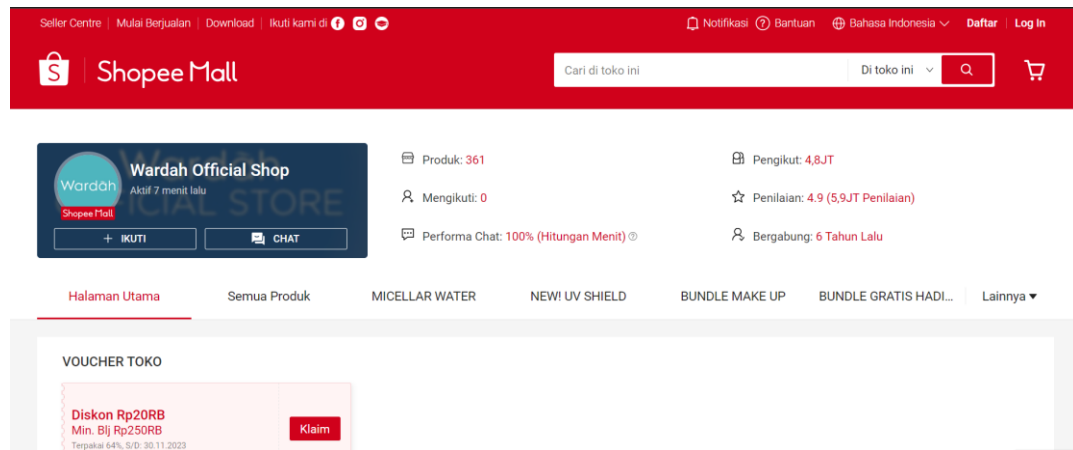 Seller Centre | Mulai Berjualan | Download | Ikuti kami di
Notifikasi Bantuan Bahasa Indonesia Daftar | Log In
S | Shopee Mall
Cari di toko ini
Di toko ini
Wardah
OFFICIAL STORE
Wardah
Shopee Mall
Wardah Official Shop
Aktif 7 menit lalu
+ IKUTI
CHAT
Produk: 361
Pengikut: 4,8JT
Mengikuti: 0
Penilaian: 4.9 (5,9JT Penilaian)
Performa Chat: 100% (Hitungan Menit)
Bergabung: 6 Tahun Lalu
Halaman Utama
Semua Produk
MICELLAR WATER
NEW! UV SHIELD
BUNDLE MAKE UP
BUNDLE GRATIS HADI...
Lainnya
VOUCHER TOKO
Diskon Rp20RB
Min. Blj Rp250RB
Terpakai 64%, S/D: 30.11.2023
Klaim